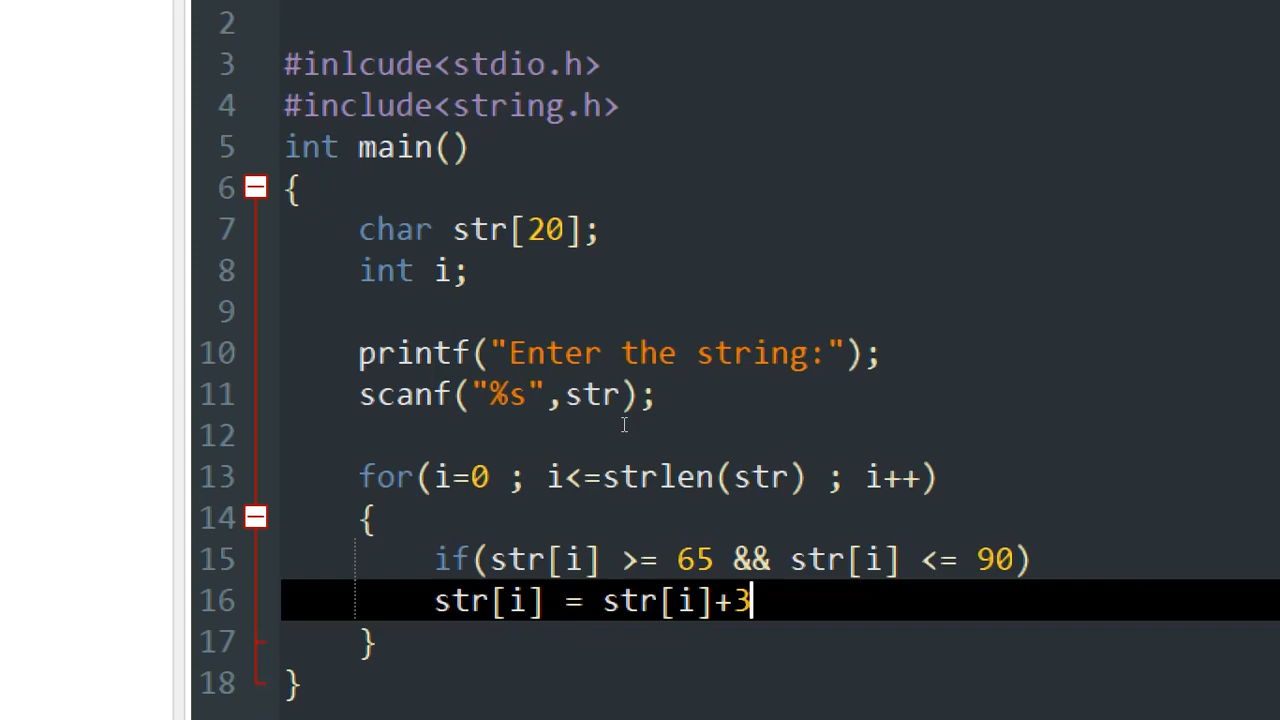 2
3 #inlcude<stdio.h>
4 #include<string.h>
5 int main()
6 {
7 char str[20];
8 int i;
9
10 printf("Enter the string:");
11 scanf("%s",str);
12
13 for(i=0 ; i<=strlen(str) ; i++)
14 {
15 if(str[i] >= 65 && str[i] <= 90)
16 str[i] = str[i]+3
17 }
18 }